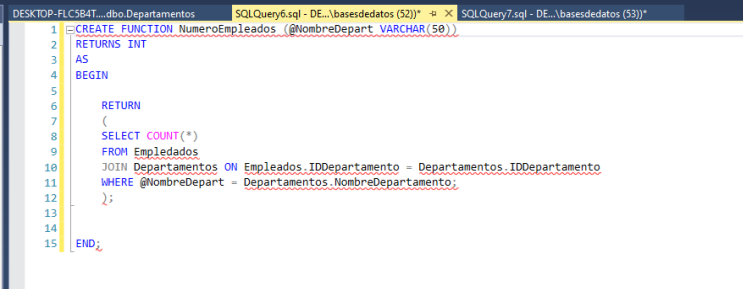 DESKTOP-FLC5B4T....dbo.Departamentos SQLQuery6.sql - DE...\basesdedatos (52))* SQLQuery7.sql - DE...\basesdedatos (53))*
1 CREATE FUNCTION NumeroEmpleados (@NombreDepart VARCHAR(50))
2 RETURNS INT
3 AS
4 BEGIN
5
6 RETURN
7 (
8 SELECT COUNT(*)
9 FROM Empledados
10 JOIN Departamentos ON Empleados.IDDepartamento = Departamentos.IDDepartamento
11 WHERE @NombreDepart = Departamentos.NombreDepartamento;
12 );
13
14
15 END;